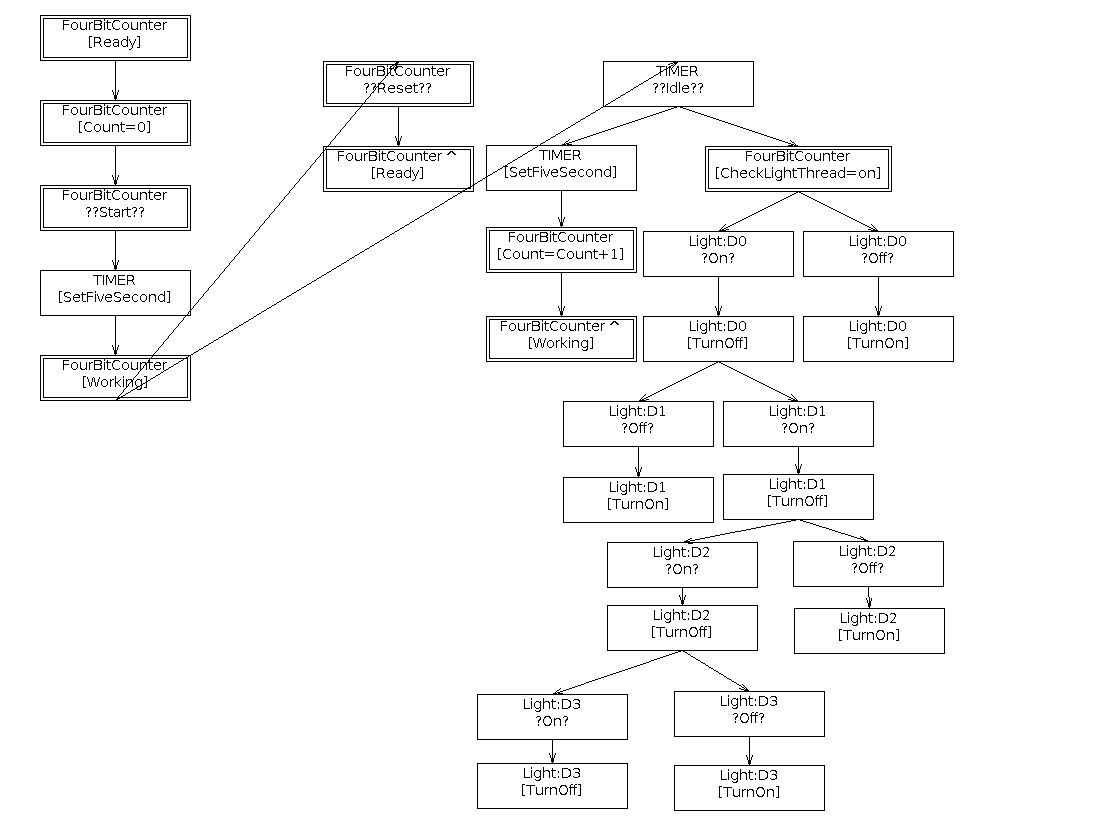 FourBitCounter
[Ready]
FourBitCounter
[Count=0]
FourBitCounter
??Start??
TIMER
[SetFiveSecond]
FourBitCounter
[Working]
FourBitCounter
??Reset??
FourBitCounter ^
[Ready]
TIMER
??Idle??
TIMER
[SetFiveSecond]
FourBitCounter
[Count=Count+1]
FourBitCounter ^
[Working]
FourBitCounter
[CheckLightThread=on]
Light:D0
?On?
Light:D0
?Off?
Light:D0
[TurnOff]
Light:D0
[TurnOn]
Light:D1
?Off?
Light:D1
?On?
Light:D1
[TurnOn]
Light:D1
[TurnOff]
Light:D2
?On?
Light:D2
?Off?
Light:D2
[TurnOff]
Light:D2
[TurnOn]
Light:D3
?On?
Light:D3
?Off?
Light:D3
[TurnOff]
Light:D3
[TurnOn]